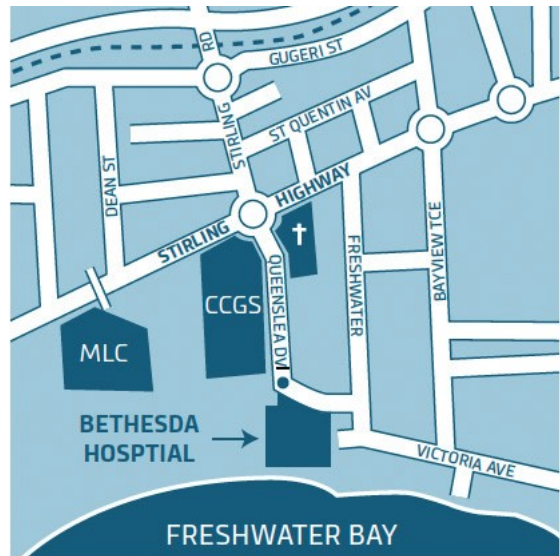 GUGERI ST
STIRLING RD
ST QUENTIN AV
DEAN ST
STIRLING HIGHWAY
BAYVIEW TCE
FRESHWATER
QUEENSLEA DV
CCGS
MLC
BETHESDA
HOSPTIAL
VICTORIA AVE
FRESHWATER BAY